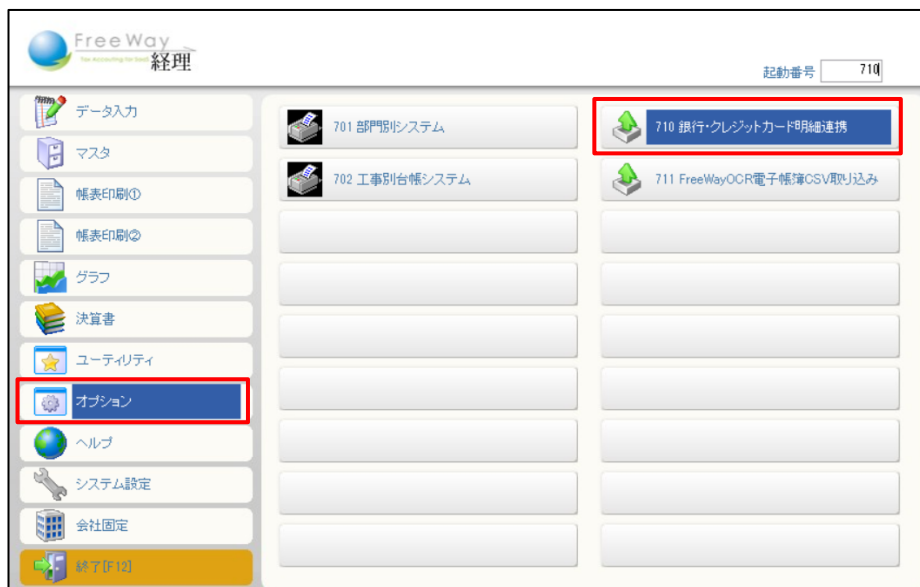 FreeWay
Tax Accounting for SaaS
経理
起動番号 710
データ入力
マスタ
帳表印刷①
帳表印刷②
グラフ
決算書
ユーティリティ
オプション
ヘルプ
システム設定
会社固定
終了[F12]
701 部門別システム
702 工事別台帳システム
710 銀行・クレジットカード明細連携
711 FreeWayOCR電子帳簿CSV取り込み